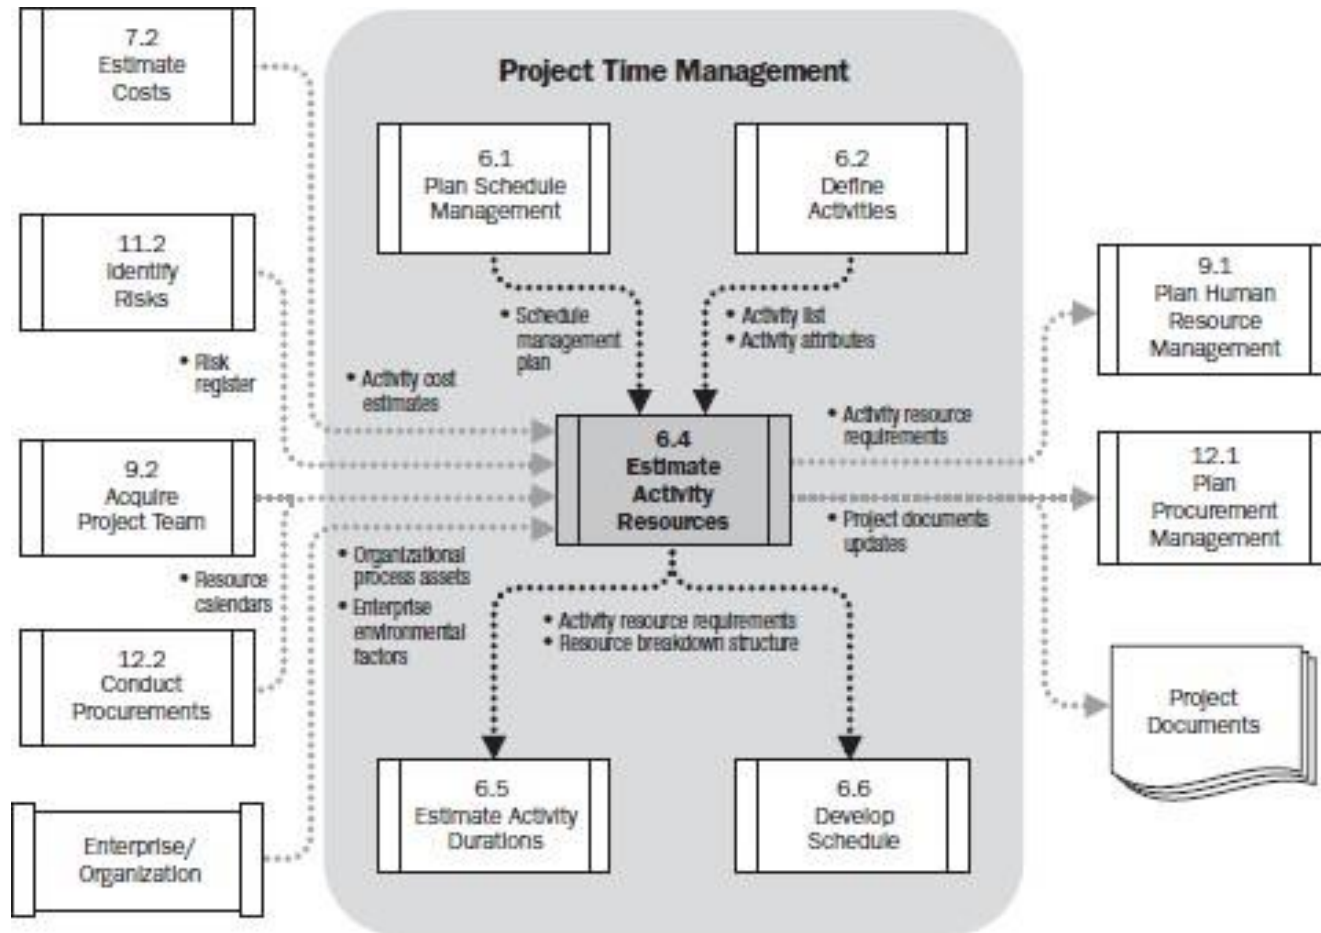 Project Time Management
7.2
Estimate
Costs
11.2
Identify
Risks
• Risk
register
9.2
Acquire
Project Team
• Resource
calendars
12.2
Conduct
Procurements
Enterprise/
Organization
6.1
Plan Schedule
Management
6.2
Define
Activities
• Schedule
management
plan
• Activity list
• Activity attributes
• Activity cost
estimates
6.4
Estimate
Activity
Resources
• Organizational
process assets
• Enterprise
environmental
factors
• Activity resource requirements
• Resource breakdown structure
6.5
Estimate Activity
Durations
6.6
Develop
Schedule
• Activity resource
requirements
• Project documents
updates
9.1
Plan Human
Resource
Management
12.1
Plan
Procurement
Management
Project
Documents